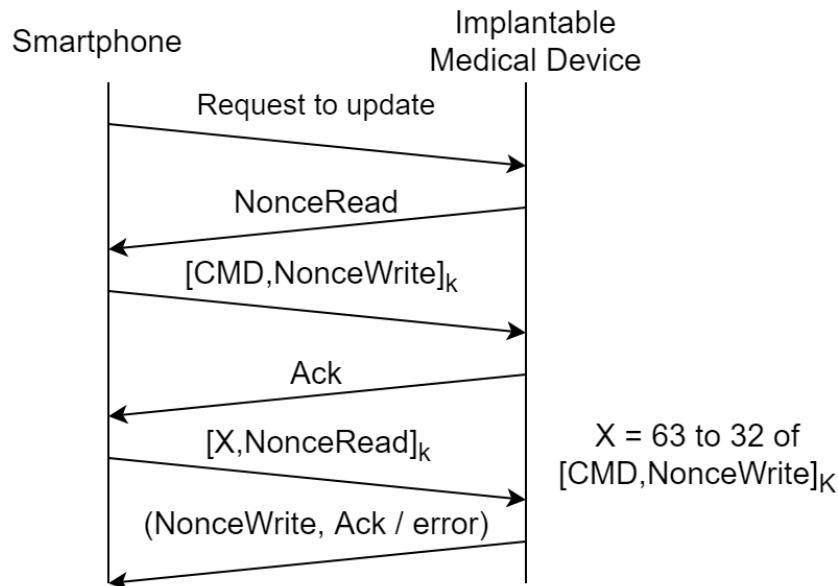 Smartphone
Implantable
Medical Device
Request to update
NonceRead
[CMD,NonceWrite]k
Ack
[X,NonceRead]k
X = 63 to 32 of
[CMD,NonceWrite]K
(NonceWrite, Ack / error)